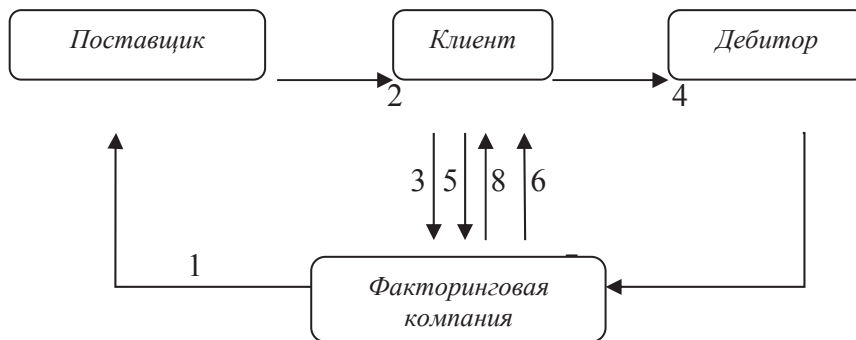 Поставщик
Клиент
Дебитор
2
4
3
5
8
6
1
Факторинговая
компания